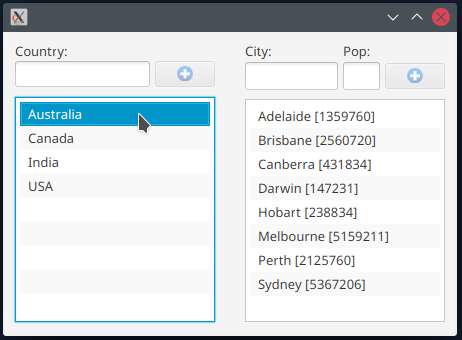 Country:
City: Pop:
Australia
Canada
India
USA
Adelaide [1359760]
Brisbane [2560720]
Canberra [431834]
Darwin [147231]
Hobart [238834]
Melbourne [5159211]
Perth [2125760]
Sydney [5367206]